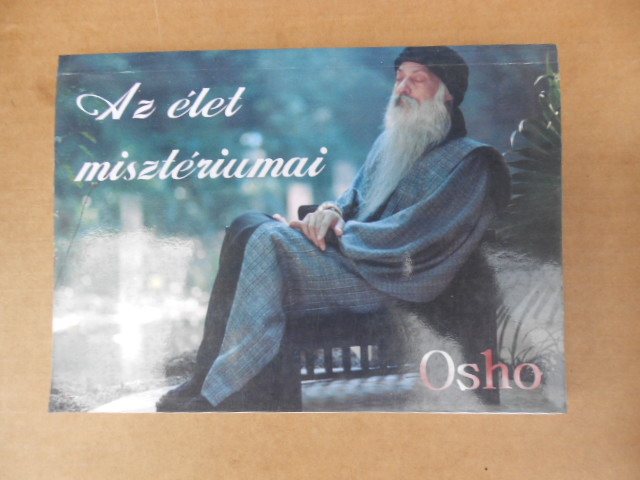 Az élet
misztériumai
Osho